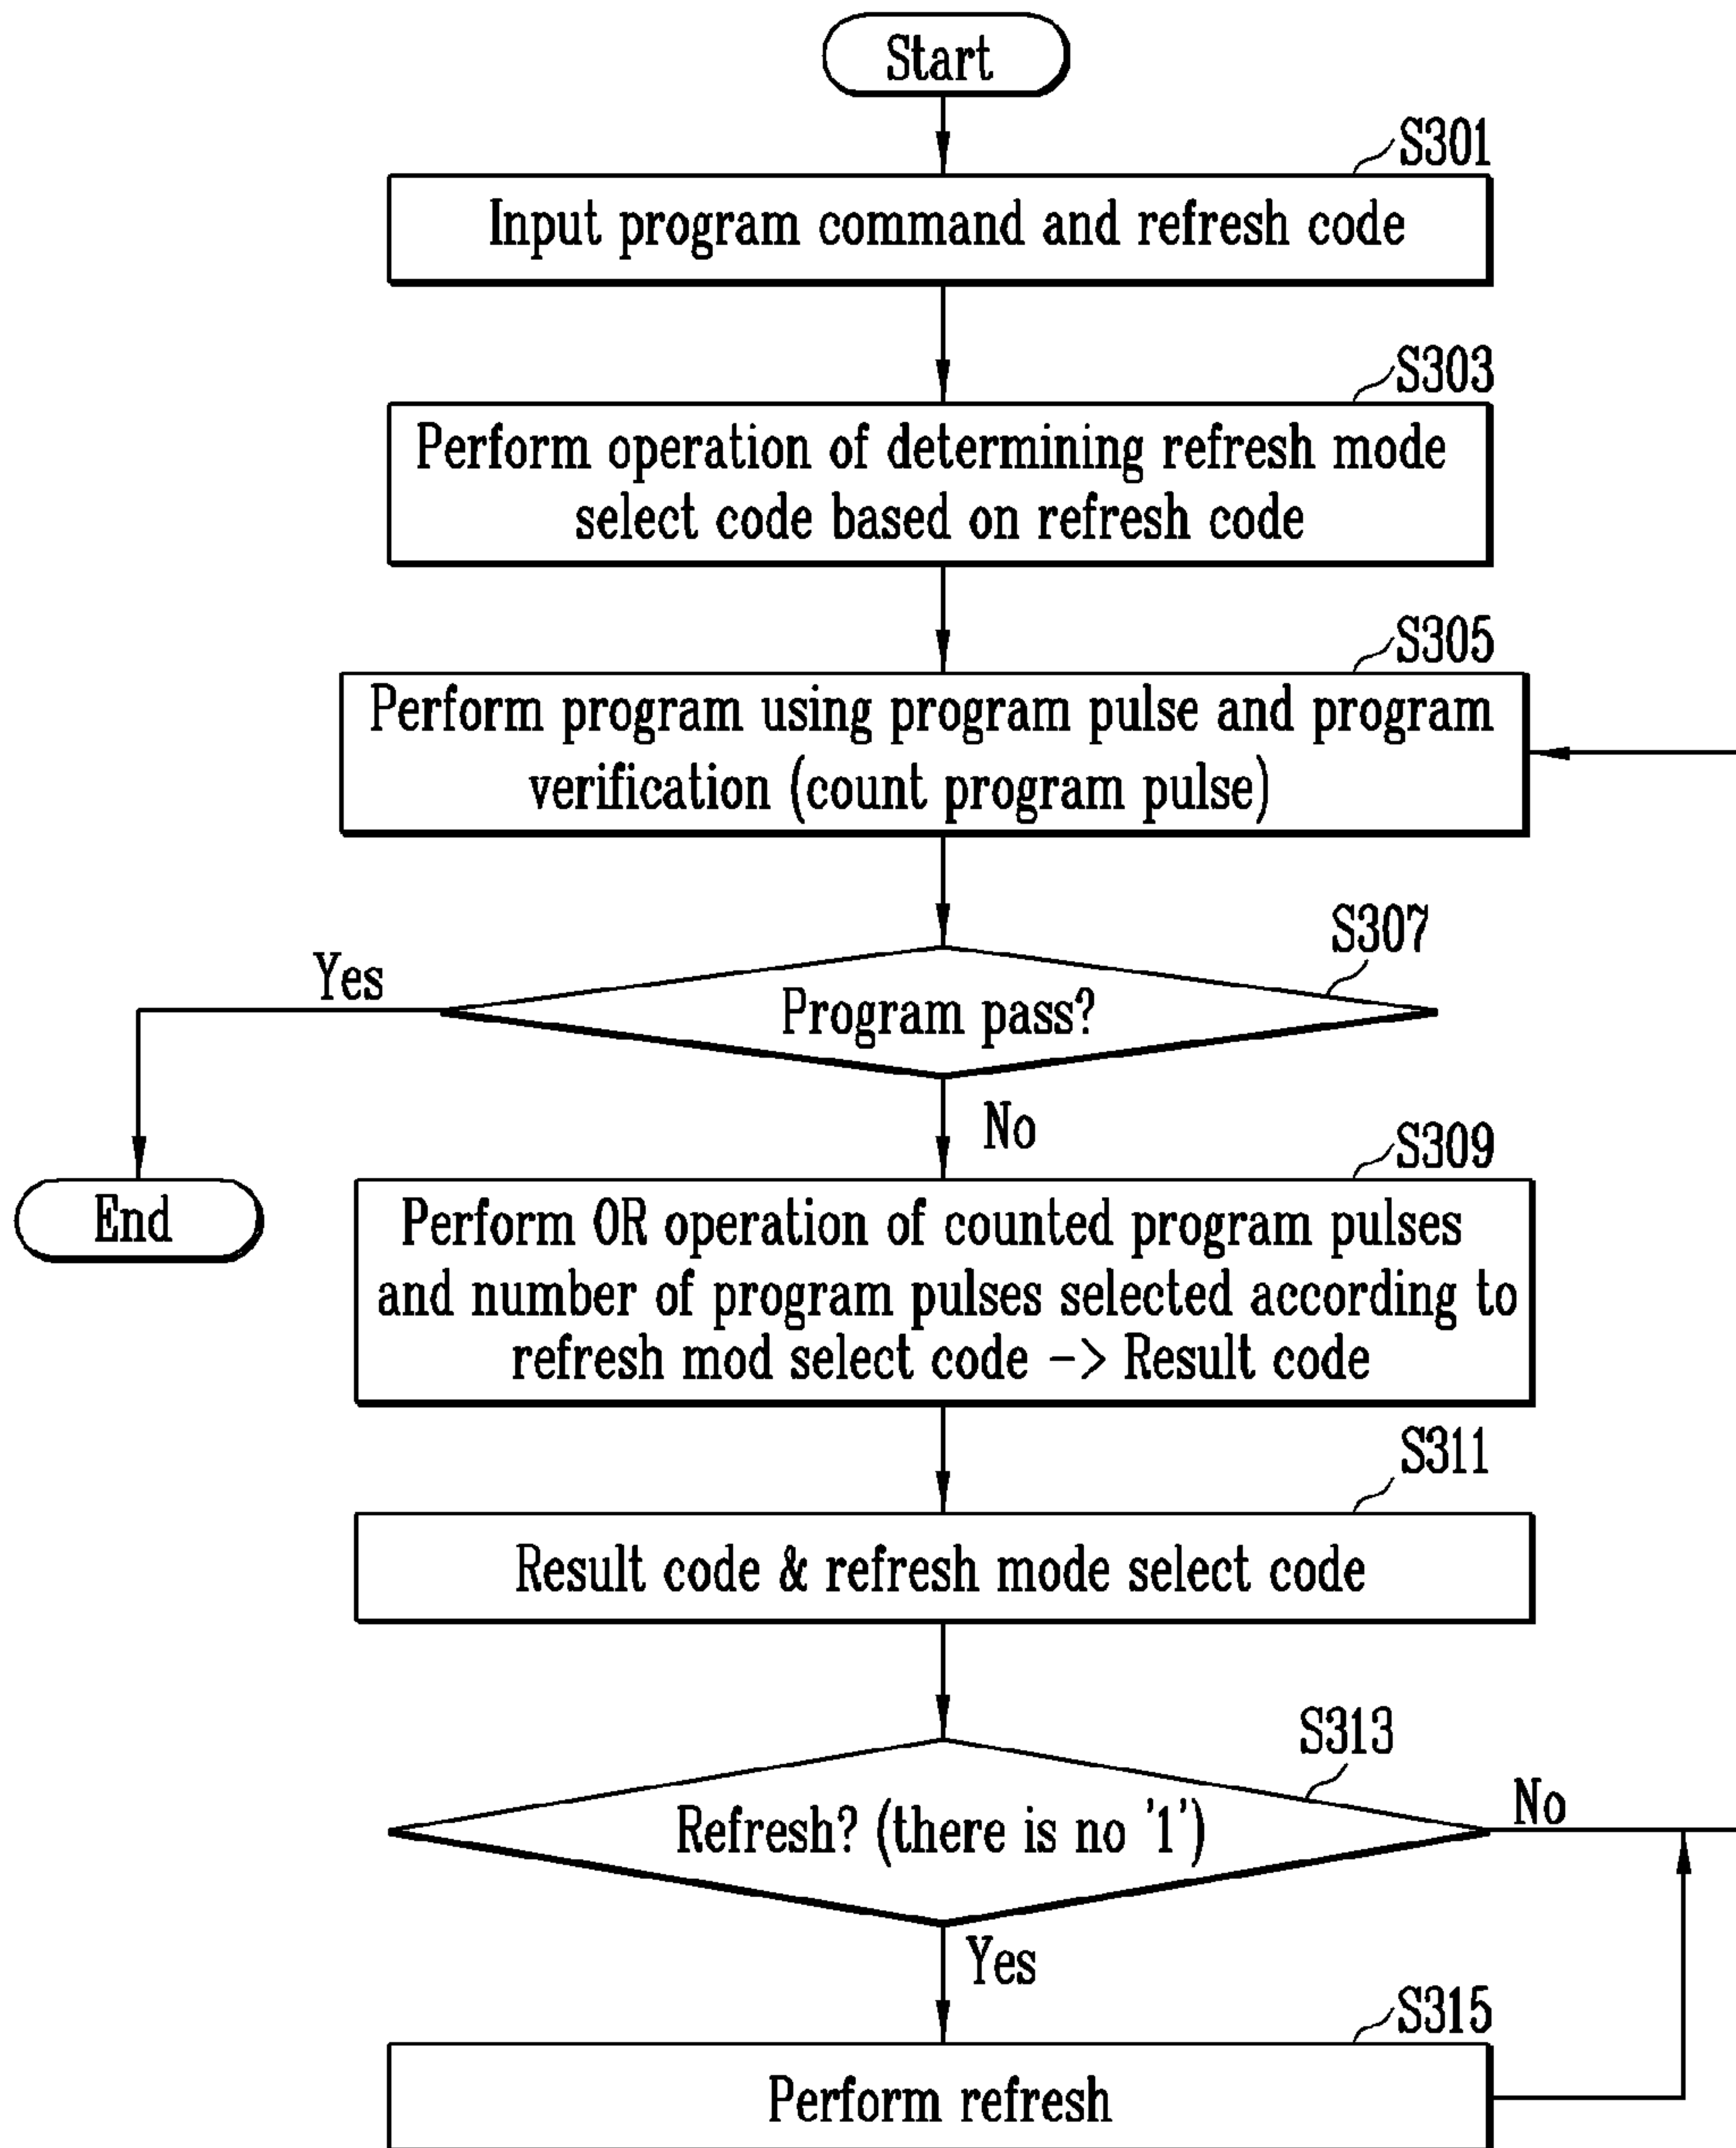 Start
S301
Input program command and refresh code
S303
Perform operation of determining refresh mode
select code based on refresh code
S305
Perform program using program pulse and program
verification (count program pulse)
S307
Yes
Program pass?
No
End
S309
Perform OR operation of counted program pulses
and number of program pulses selected according to
refresh mod select code -> Result code
S311
Result code & refresh mode select code
S313
Refresh? (there is no '1')
No
Yes
S315
Perform refresh